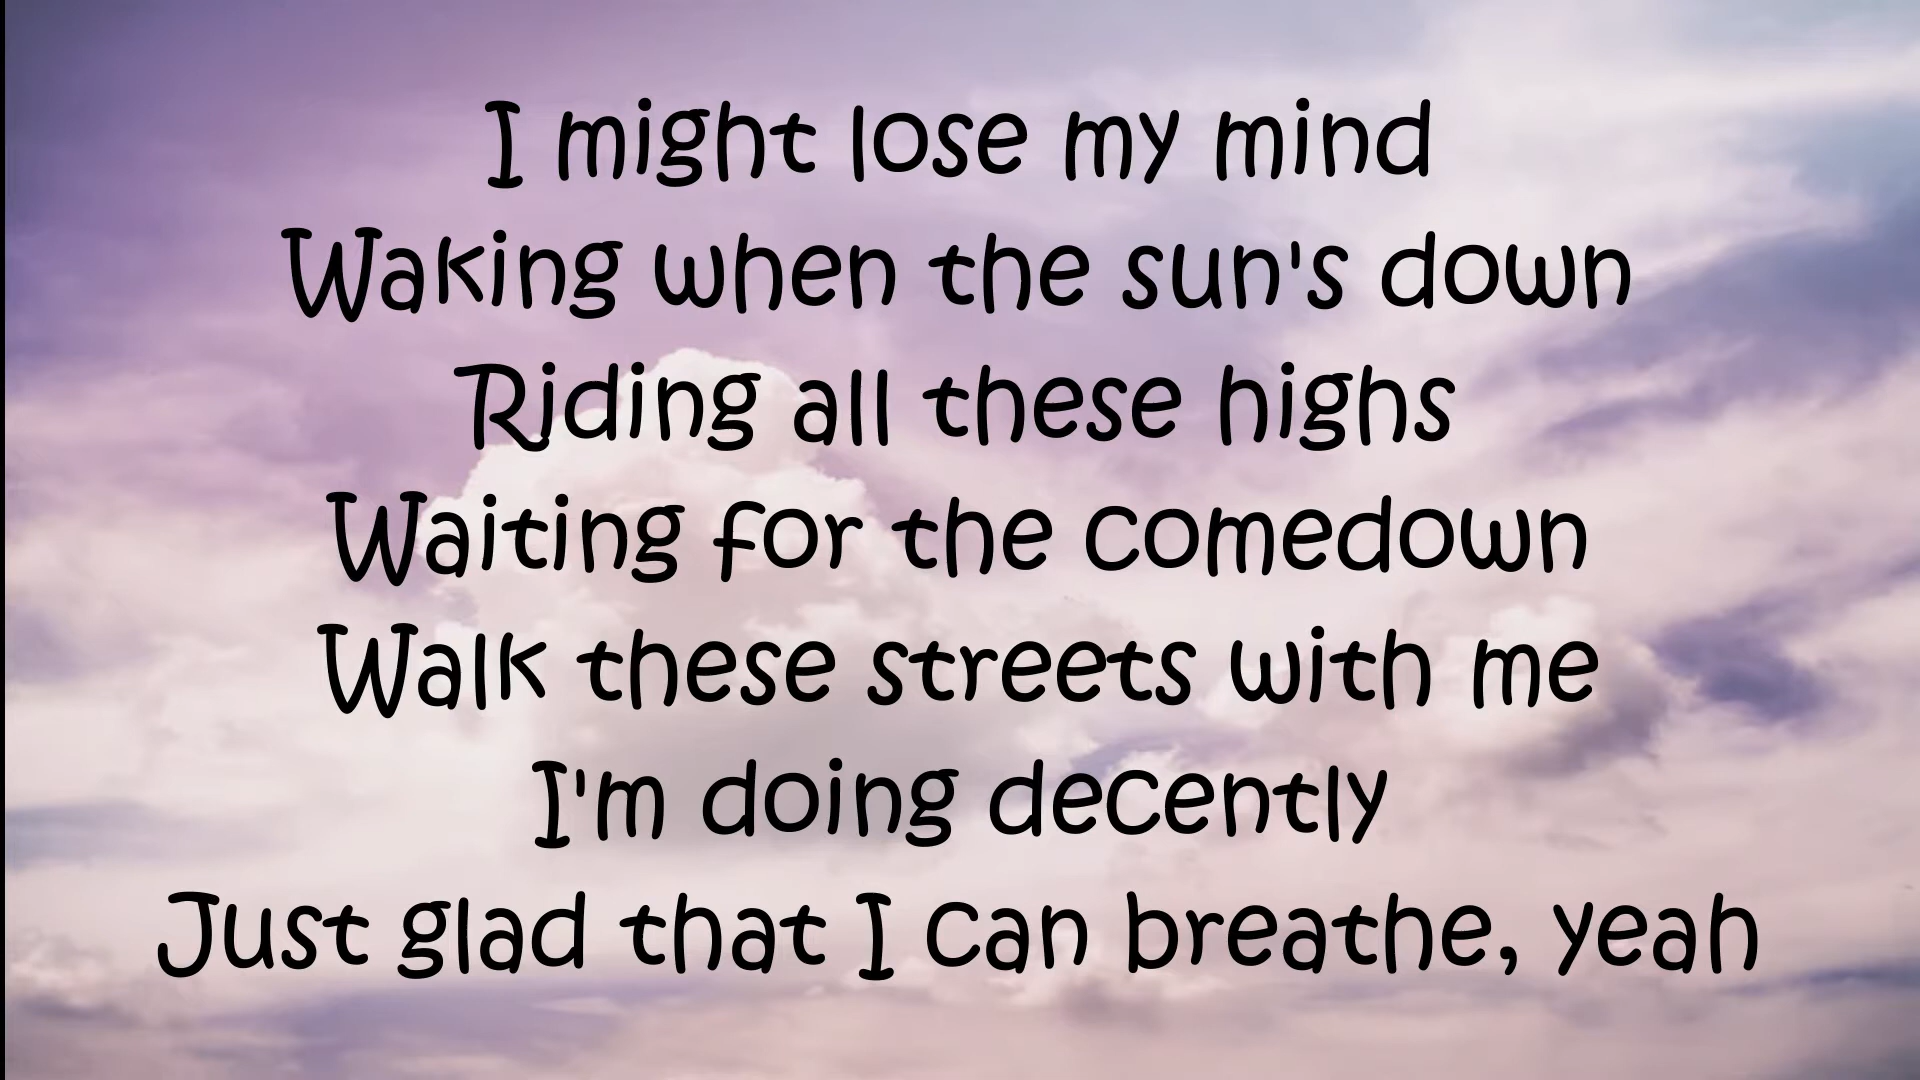 I might lose my mind
Waking when the sun's down
Riding all these highs
Waiting for the comedown
Walk these streets with me
I'm doing decently
Just glad that I can breathe, yeah